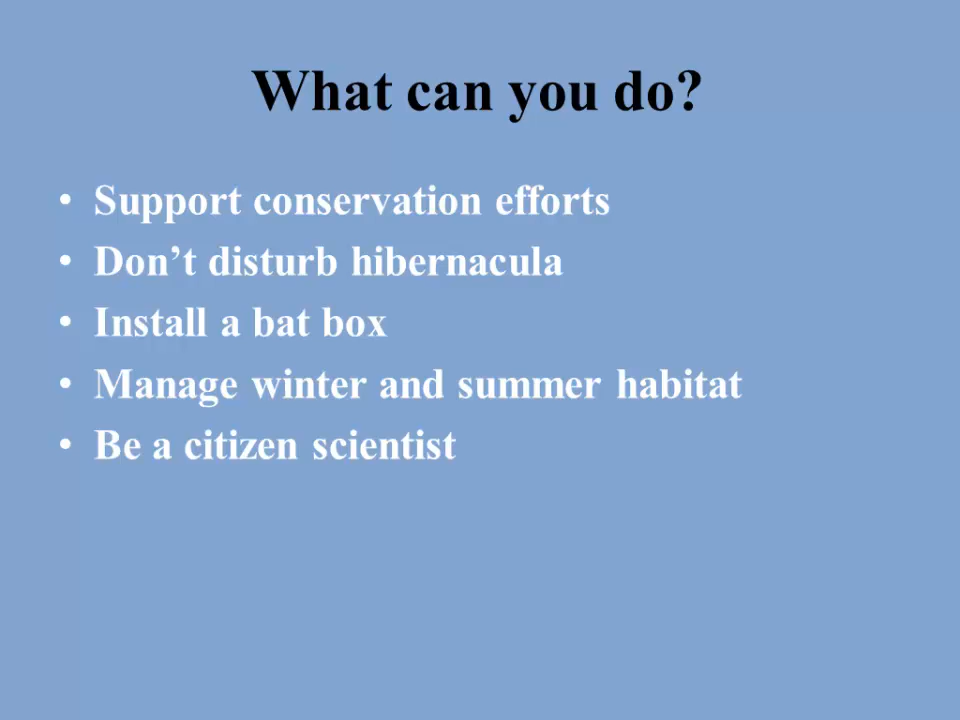 What can you do?
• Support conservation efforts
• Don’t disturb hibernacula
• Install a bat box
• Manage winter and summer habitat
• Be a citizen scientist